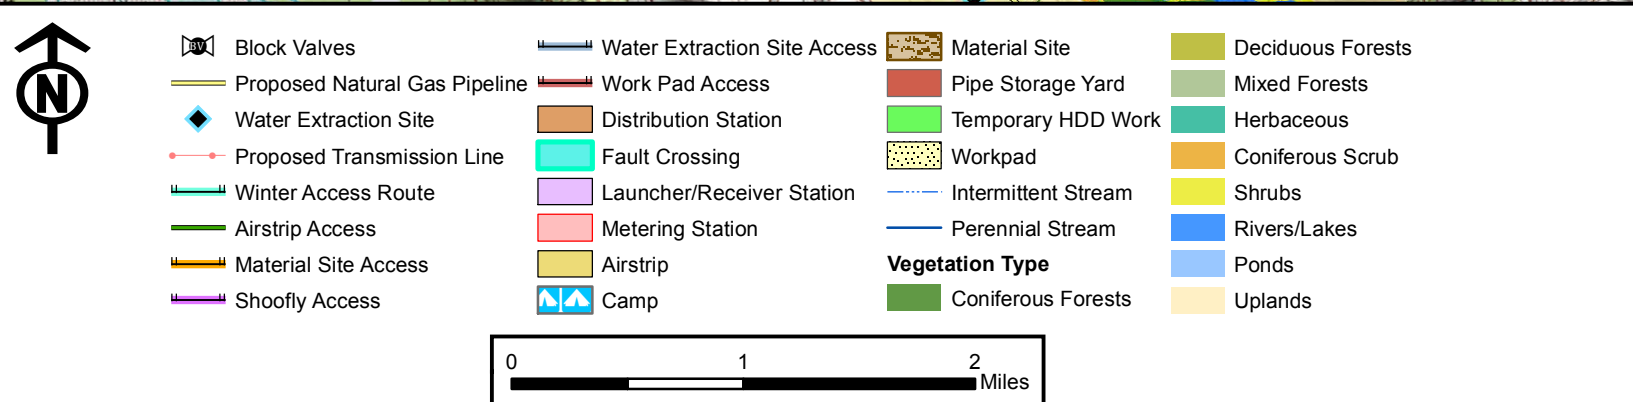 N
BV
Block Valves
Proposed Natural Gas Pipeline
Water Extraction Site
Proposed Transmission Line
Winter Access Route
Airstrip Access
Material Site Access
Shoofly Access
Water Extraction Site Access
Work Pad Access
Distribution Station
Fault Crossing
Launcher/Receiver Station
Metering Station
Airstrip
Camp
Material Site
Pipe Storage Yard
Temporary HDD Work
Workpad
Intermittent Stream
Perennial Stream
Vegetation Type
Coniferous Forests
Deciduous Forests
Mixed Forests
Herbaceous
Coniferous Scrub
Shrubs
Rivers/Lakes
Ponds
Uplands
0 1 2
Miles